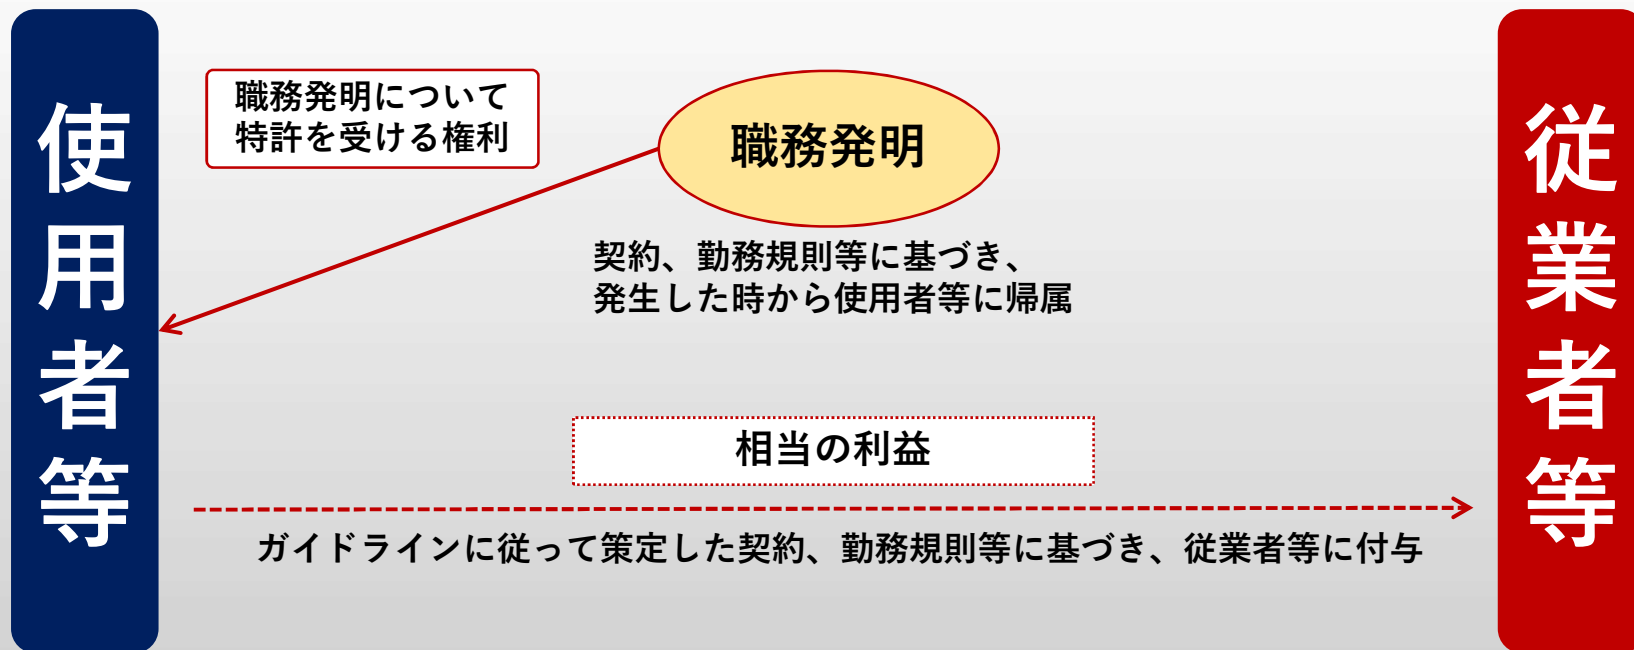 使用者等
職務発明について
特許を受ける権利
職務発明
契約、勤務規則等に基づき、
発生した時から使用者等に帰属
相当の利益
ガイドラインに従って策定した契約、勤務規則等に基づき、従業者等に付与
従業者等